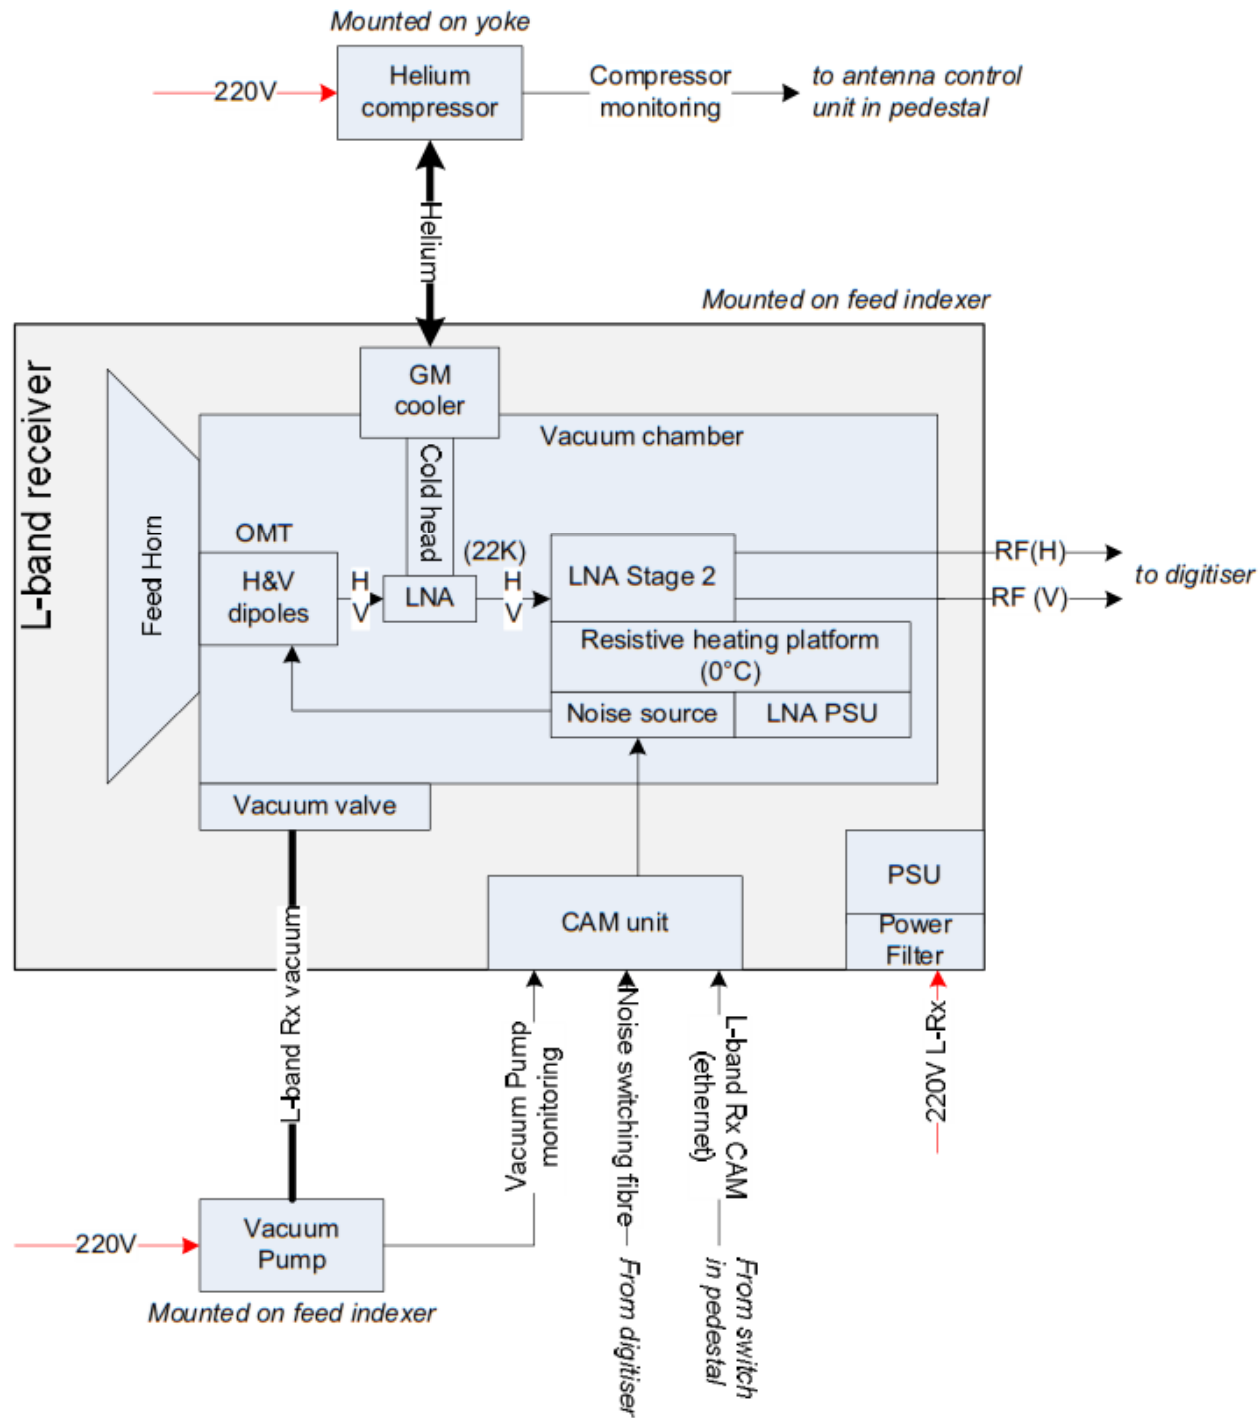 Mounted on yoke
Helium
compressor
220V
Compressor
monitoring
to antenna control
unit in pedestal
Helium
Mounted on feed indexer
L-band receiver
GM
cooler
Vacuum chamber
Cold head
Feed Horn
OMT
H&V
dipoles
H
V
LNA
(22K)
H
V
LNA Stage 2
RF(H)
RF (V)
to digitiser
Resistive heating platform
(0°C)
Noise source
LNA PSU
Vacuum valve
PSU
Power
Filter
CAM unit
L-band Rx vacuum
Vacuum Pump
monitoring
Noise switching fibre
From digitiser
L-band Rx CAM
(ethernet)
From switch
in pedestal
220V L-Rx
220V
Vacuum
Pump
Mounted on feed indexer